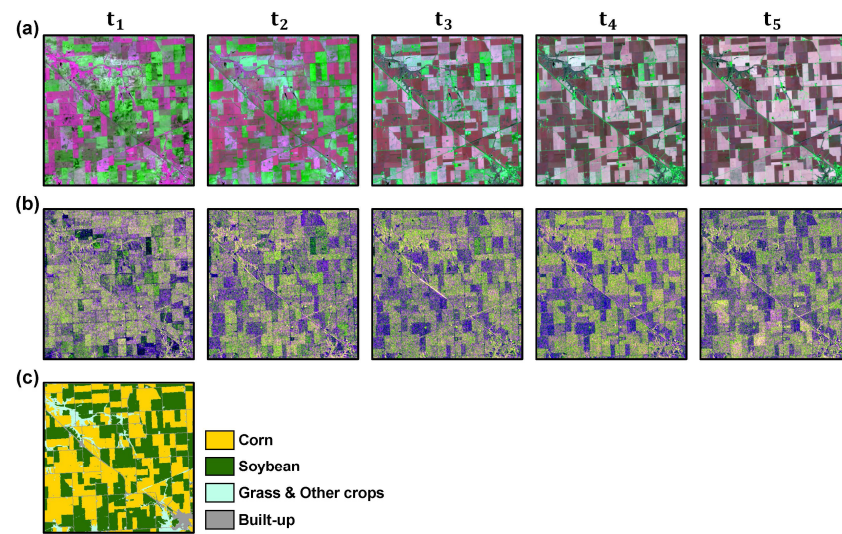 t₁ t₂ t₃ t₄ t₅
(a)
(b)
(c)
Corn
Soybean
Grass & Other crops
Built-up